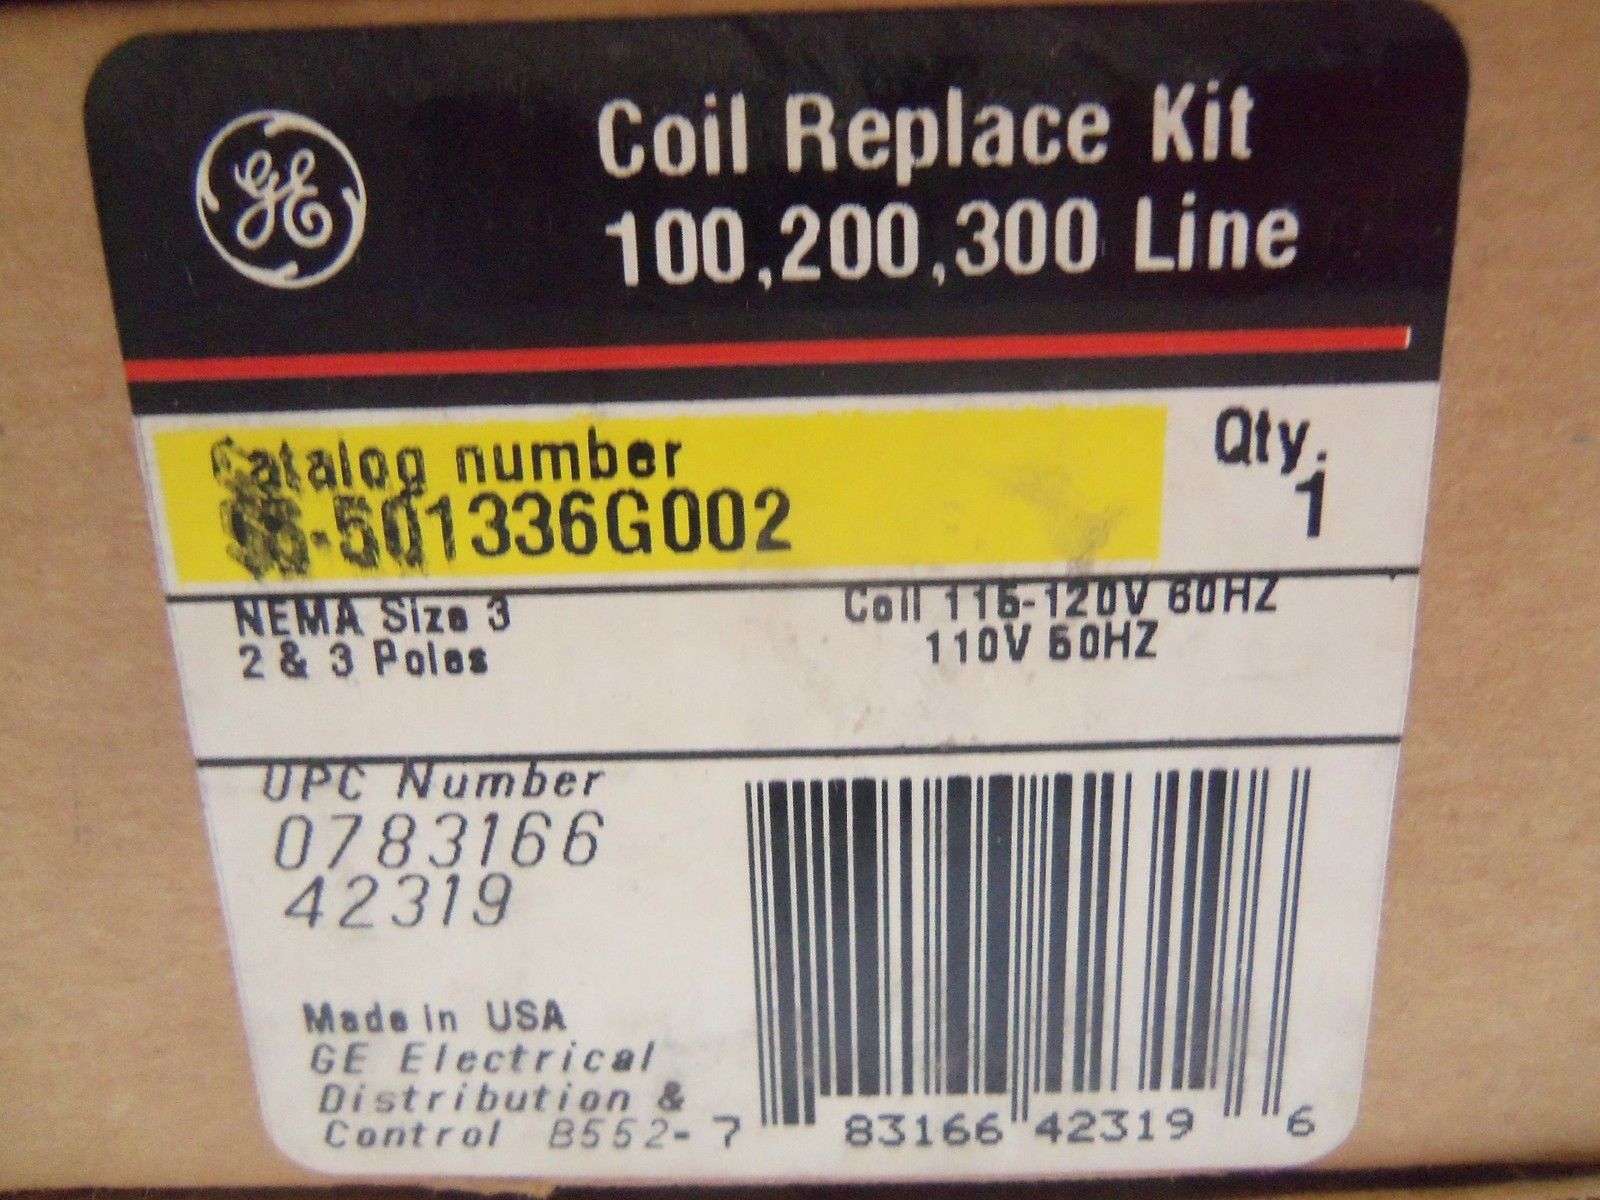 GE
Coil Replace Kit
100,200,300 Line
Catalog number
Qty.
-501336G002
1
NEMA Size 3
Coil 115-120V 60HZ
2 & 3 Poles
110V 50HZ
UPC Number
0783166
42319
Made in USA
GE Electrical
Distribution &
Control B552-
7 83166 42319 6